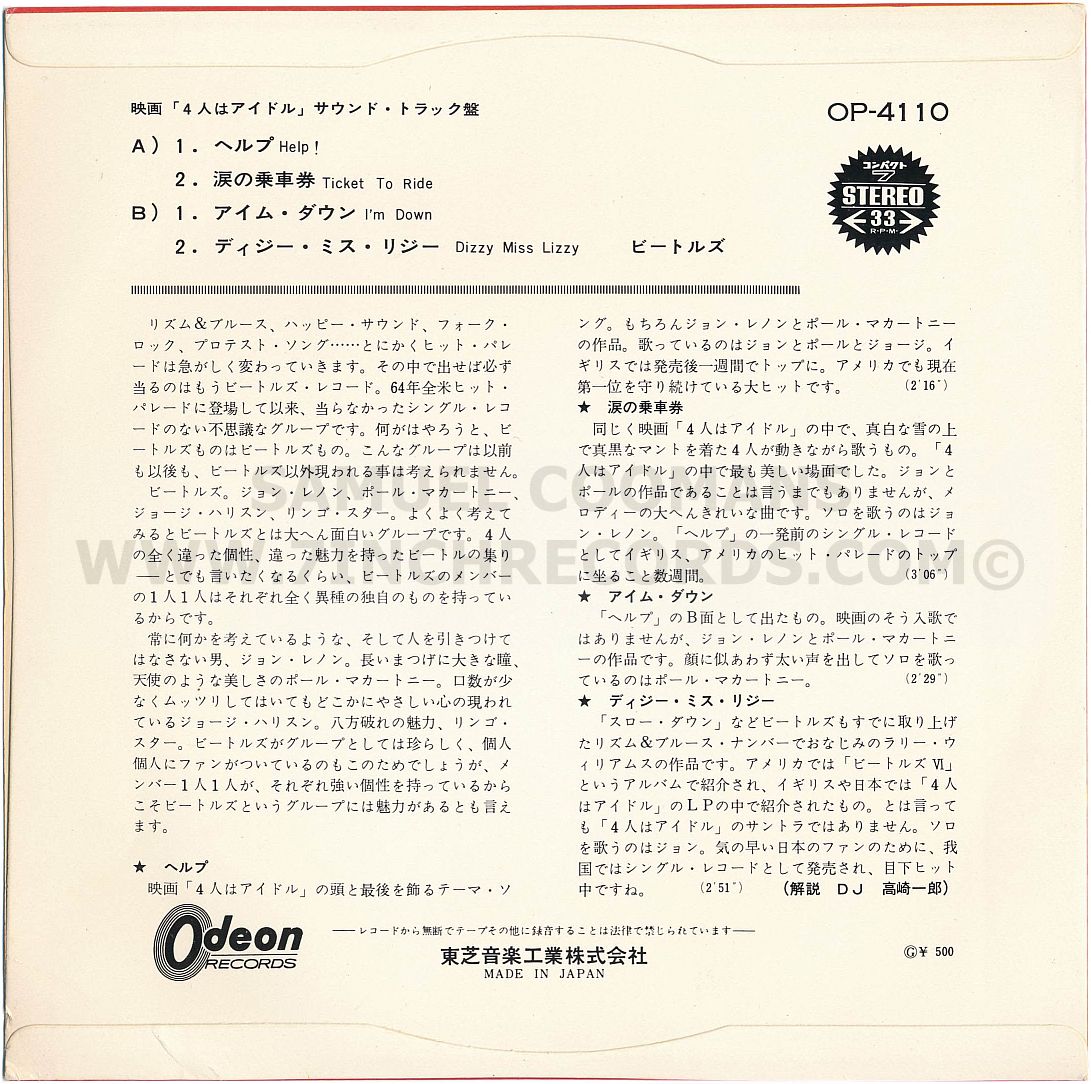 映画「4人はアイドル」サウンド・トラック盤
OP-4110
A) 1. ヘルプ Help!
2. 涙の乗車券 Ticket To Ride
B) 1. アイム・ダウン I'm Down
2. ディジー・ミス・リジー Dizzy Miss Lizzy ビートルズ
コンパクト
7
STEREO
33
R・P・M・
リズム&ブルース、ハッピー・サウンド、フォーク・
ロック、プロテスト・ソング……とにかくヒット・パレ
ードは急がしく変わっていきます。その中で出せば必ず
当るのはもうビートルズ・レコード。64年全米ヒット・
パレードに登場して以来、当らなかったシングル・レコ
ードのない不思議なグループです。何がはやろうと、ビ
ートルズものはビートルズもの。こんなグループは以前
も以後も、ビートルズ以外現われる事は考えられません。
ビートルズ。ジョン・レノン、ポール・マカートニー、
ジョージ・ハリスン、リンゴ・スター。よくよく考えて
みるとビートルズとは大へん面白いグループです。4人
の全く違った個性、違った魅力を持ったビートルの集り
―とでも言いたくなるくらい、ビートルズのメンバー
の1人1人はそれぞれ全く異種の独自のものを持ってい
るからです。
常に何かを考えているような、そして人を引きつけて
はなさない男、ジョン・レノン。長いまつげに大きな瞳、
天使のような美しさのポール・マカートニー。口数が少
なくムッツリしてはいてもどこかにやさしい心の現われ
ているジョージ・ハリスン。八方破れの魅力、リンゴ・
スター。ビートルズがグループとしては珍らしく、個人
個人にファンがついているのもこのためでしょうが、メ
ンバー1人1人が、それぞれ強い個性を持っているから
こそビートルズというグループには魅力があるとも言え
ます。
★ ヘルプ
映画「4人はアイドル」の頭と最後を飾るテーマ・ソ
ング。もちろんジョン・レノンとポール・マカートニー
の作品。歌っているのはジョンとポールとジョージ。イ
ギリスでは発売後一週間でトップに。アメリカでも現在
第一位を守り続けている大ヒットです。 (2'16")
★ 涙の乗車券
同じく映画「4人はアイドル」の中で、真白な雪の上
で真黒なマントを着た4人が動きながら歌うもの。「4
人はアイドル」の中で最も美しい場面でした。ジョンと
ポールの作品であることは言うまでもありませんが、メ
ロディーの大へんきれいな曲です。ソロを歌うのはジョ
ン・レノン。「ヘルプ」の一発前のシングル・レコード
としてイギリス、アメリカのヒット・パレードのトップ
に坐ること数週間。 (3'06")
★ アイム・ダウン
「ヘルプ」のB面として出たもの。映画のそう入歌で
はありませんが、ジョン・レノンとポール・マカートニ
ーの作品です。顔に似あわず太い声を出してソロを歌っ
ているのはポール・マカートニー。 (2'29")
★ ディジー・ミス・リジー
「スロー・ダウン」などビートルズもすでに取り上げ
たリズム&ブルース・ナンバーでおなじみのラリー・ウ
ィリアムスの作品です。アメリカでは「ビートルズⅥ」
というアルバムで紹介され、イギリスや日本では「4人
はアイドル」のLPの中で紹介されたもの。とは言って
も「4人はアイドル」のサントラではありません。ソロ
を歌うのはジョン。気の早い日本のファンのために、我
国ではシングル・レコードとして発売され、目下ヒット
中ですね。 (2'51") (解説 DJ 高崎一郎)
SAMUEL COOMANS
WWW.7INCHRECORDS.COM©
Odeon
RECORDS
―レコードから無断でテープその他に録音することは法律で禁じられています―
東芝音楽工業株式会社
MADE IN JAPAN
Ⓖ¥ 500